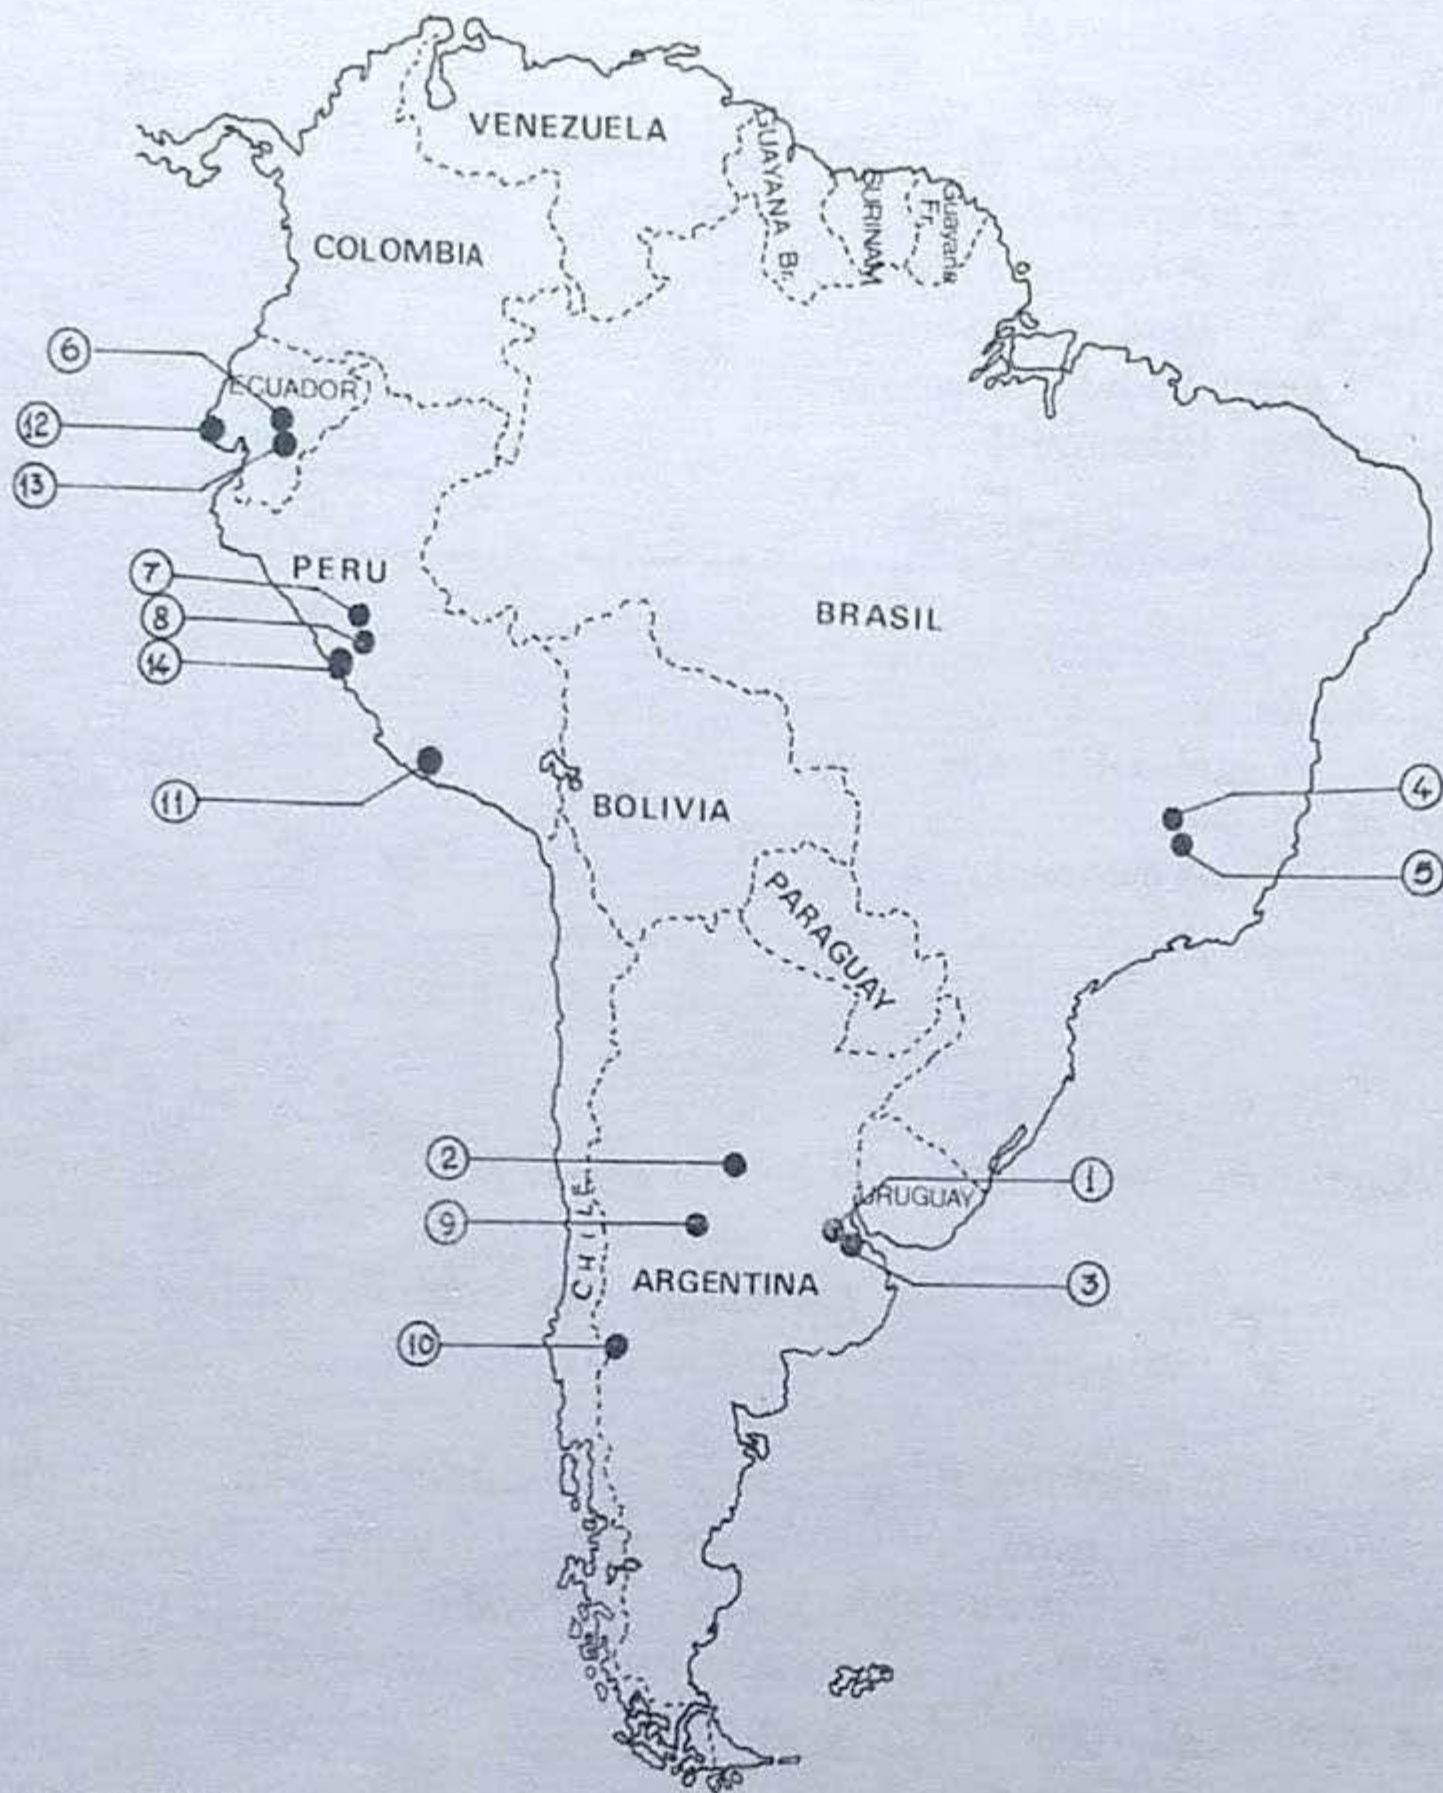 VENEZUELA
GUAYANA Br.
SURINAM
Guayana
Fr.
COLOMBIA
6
ECUADOR
12
13
7
PERU
8
BRASIL
14
11
BOLIVIA
4
5
PARAGUAY
2
1
URUGUAY
9
CHILE
ARGENTINA
3
10